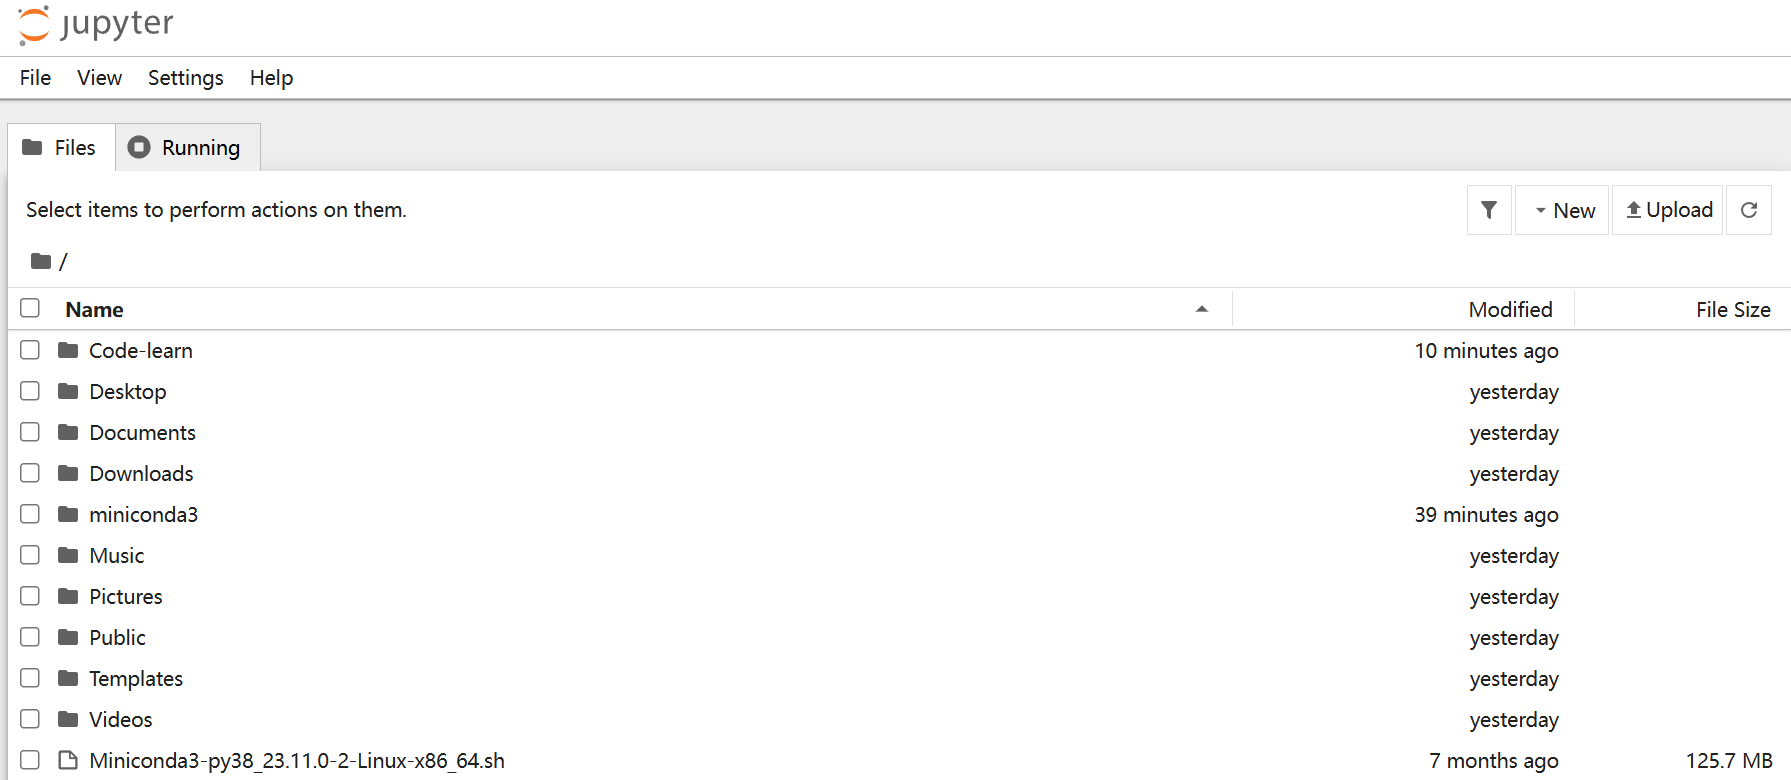 jupyter
File View Settings Help
Files Running
Select items to perform actions on them. New Upload
/
Name Modified File Size
Code-learn 10 minutes ago
Desktop yesterday
Documents yesterday
Downloads yesterday
miniconda3 39 minutes ago
Music yesterday
Pictures yesterday
Public yesterday
Templates yesterday
Videos yesterday
Miniconda3-py38_23.11.0-2-Linux-x86_64.sh 7 months ago 125.7 MB